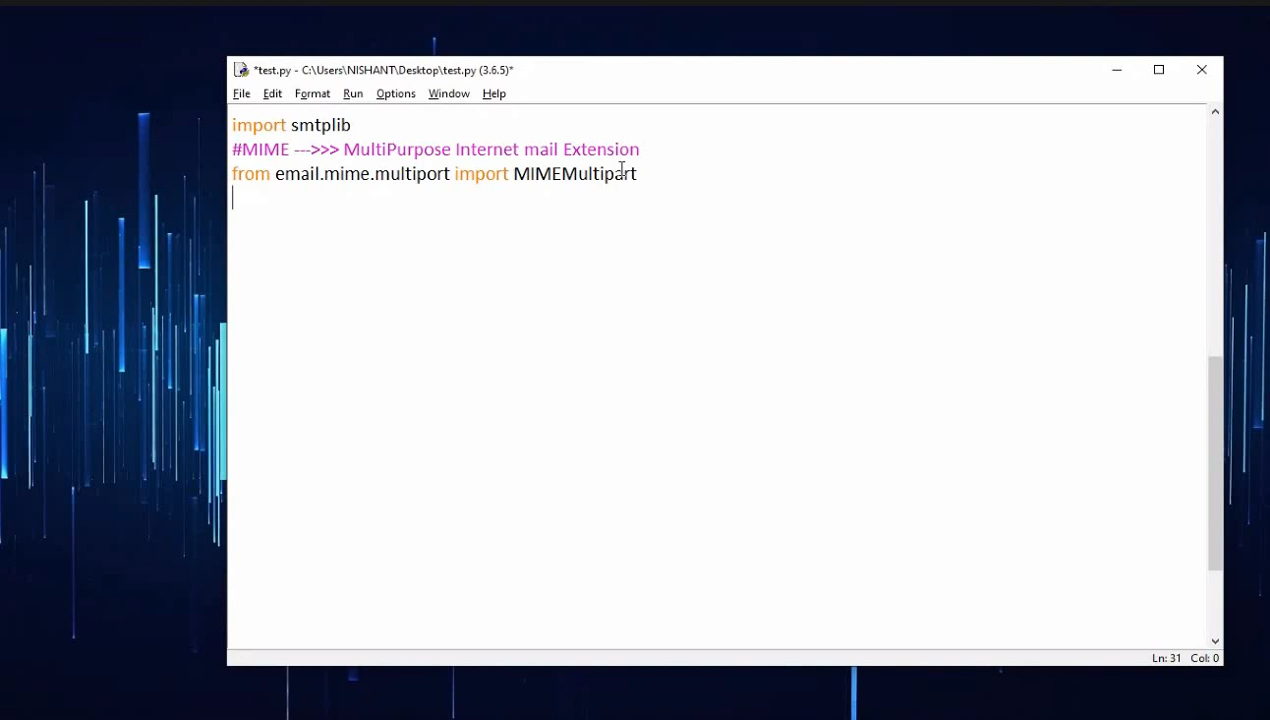 *test.py - C:\Users\NISHANT\Desktop\test.py (3.6.5)*
File Edit Format Run Options Window Help
import smtplib
#MIME --->>> MultiPurpose Internet mail Extension
from email.mime.multiport import MIMEMultipart
Ln: 31 Col: 0